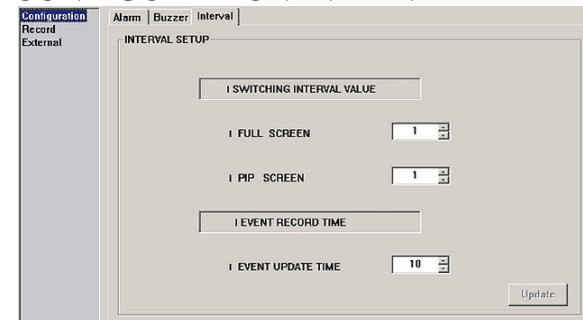 Configuration
Record
External
Alarm Buzzer Interval
INTERVAL SETUP
I SWITCHING INTERVAL VALUE
I FULL SCREEN 1
I PIP SCREEN 1
I EVENT RECORD TIME
I EVENT UPDATE TIME 10
Update